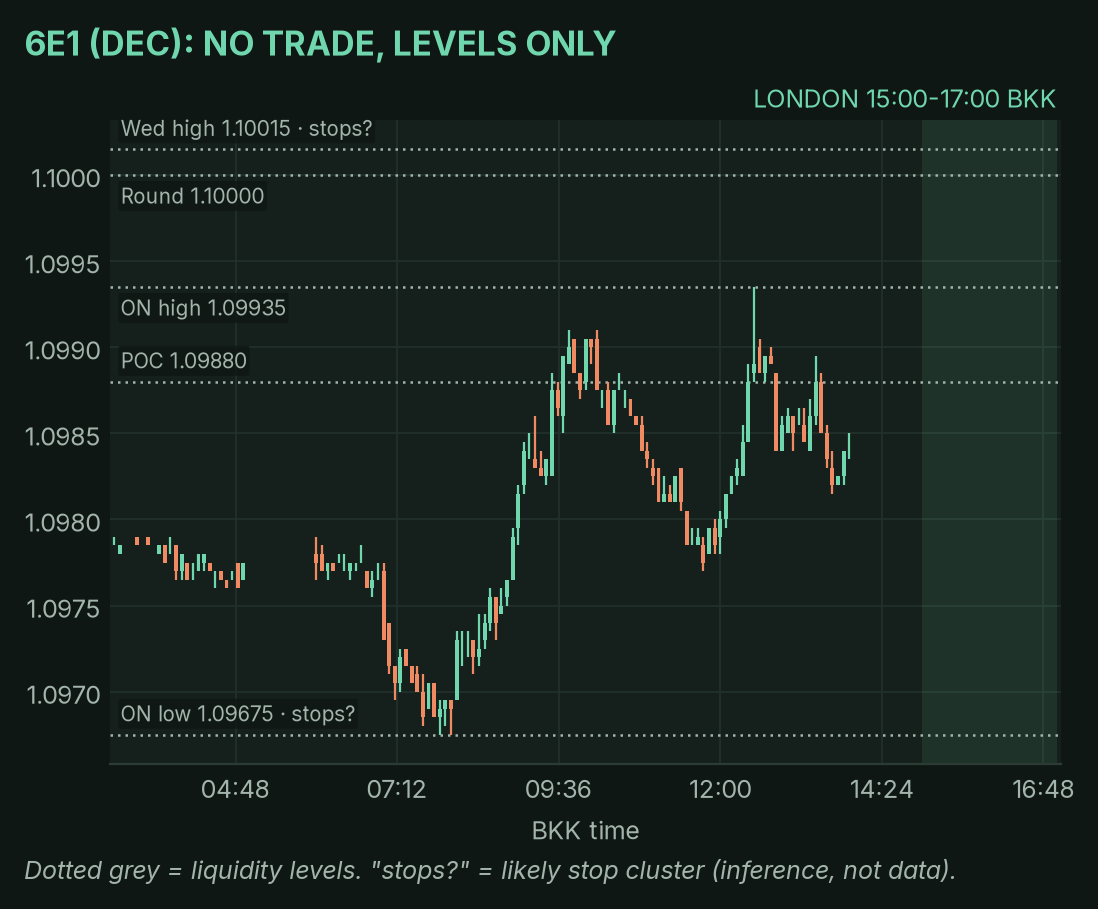 6E1 (DEC): NO TRADE, LEVELS ONLY
LONDON 15:00-17:00 BKK
Wed high 1.10015 · stops?
1.1000
Round 1.10000
1.0995
ON high 1.09935
1.0990
POC 1.09880
1.0985
1.0980
1.0975
1.0970
ON low 1.09675 · stops?
04:48 07:12 09:36 12:00 14:24 16:48
BKK time
Dotted grey = liquidity levels. "stops?" = likely stop cluster (inference, not data).